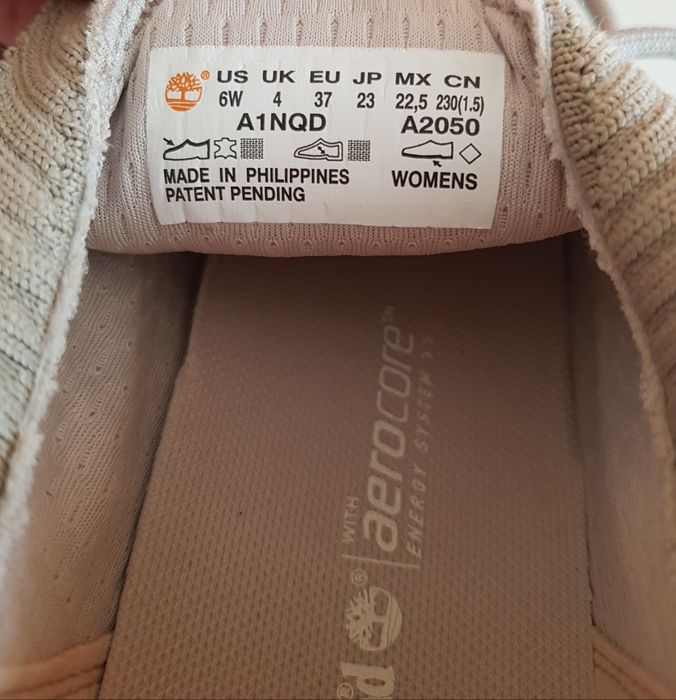 ® US UK EU JP MX CN
6W 4 37 23 22,5 230(1.5)
A1NQD A2050
MADE IN PHILIPPINES
PATENT PENDING WOMENS
WITH
aerocore™
ENERGY SYSTEM >>
®
d®